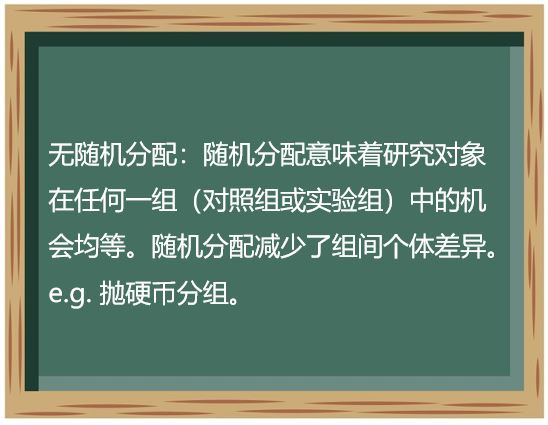 无随机分配：随机分配意味着研究对象
在任何一组（对照组或实验组）中的机
会均等。随机分配减少了组间个体差异。
e.g. 抛硬币分组。